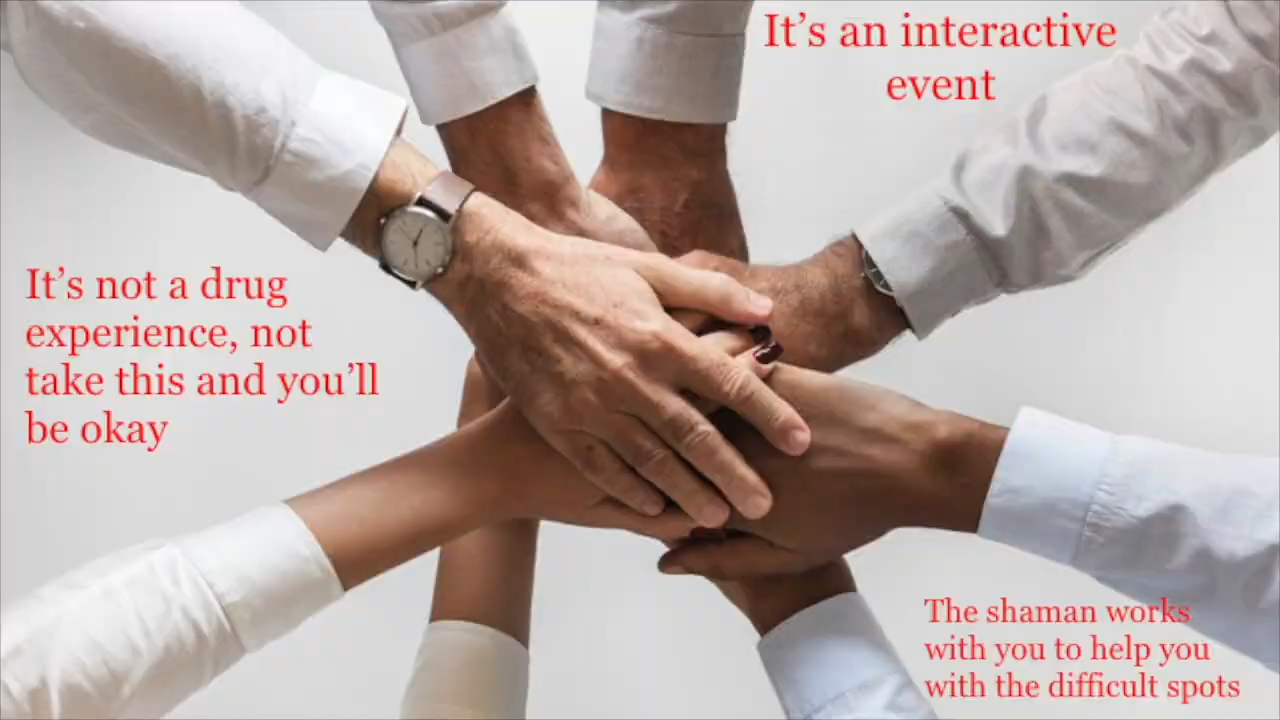 It's an interactive
event
It's not a drug
experience, not
take this and you'll
be okay
The shaman works
with you to help you
with the difficult spots